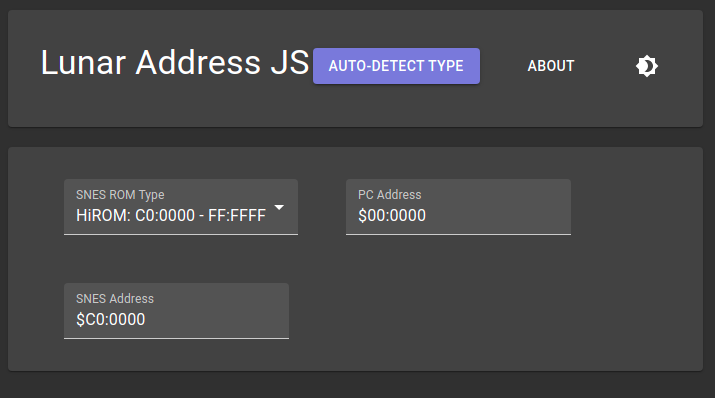 Lunar Address JS
AUTO-DETECT TYPE
ABOUT
SNES ROM Type
HiROM: C0:0000 - FF:FFFF
PC Address
$00:0000
SNES Address
$C0:0000